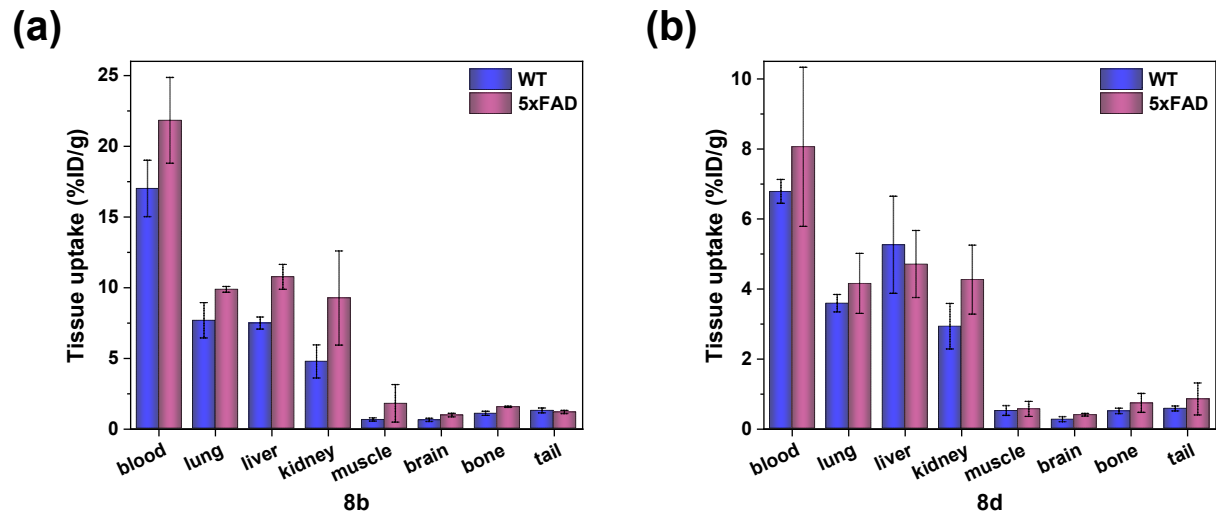 (a)
Tissue uptake (%ID/g)
25
20
15
10
5
0
WT
5xFAD
blood
lung
liver
kidney
muscle
brain
bone
tail
8b
(b)
Tissue uptake (%ID/g)
10
8
6
4
2
0
WT
5xFAD
blood
lung
liver
kidney
muscle
brain
bone
tail
8d